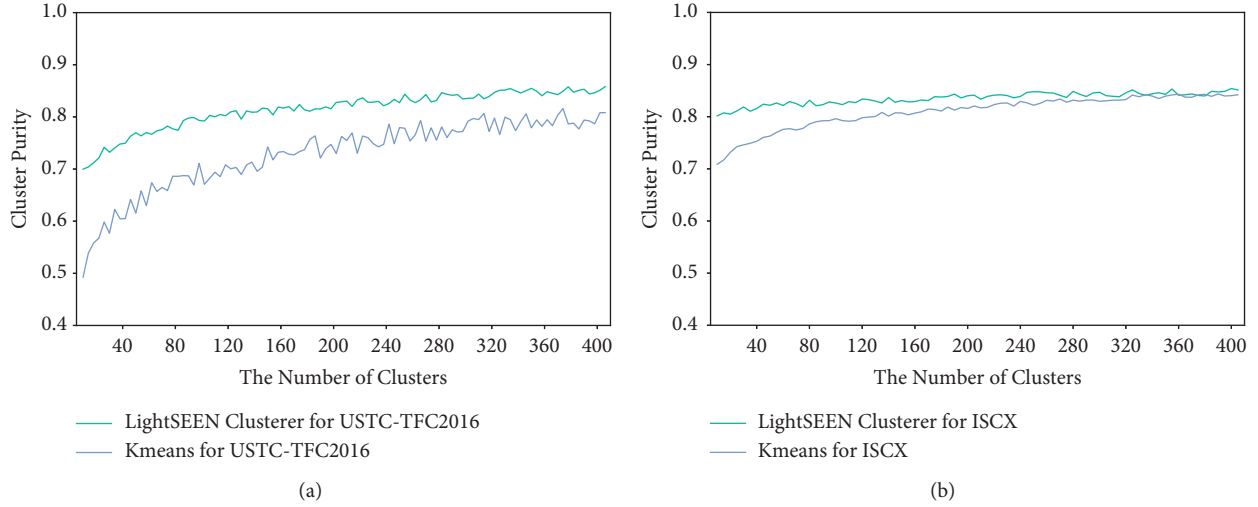 1.0
0.9
0.8
0.7
0.6
0.5
0.4
Cluster Purity
40 80 120 160 200 240 280 320 360 400
The Number of Clusters
LightSEEN Clusterer for USTC-TFC2016
Kmeans for USTC-TFC2016
(a)
1.0
0.9
0.8
0.7
0.6
0.5
0.4
Cluster Purity
40 80 120 160 200 240 280 320 360 400
The Number of Clusters
LightSEEN Clusterer for ISCX
Kmeans for ISCX
(b)